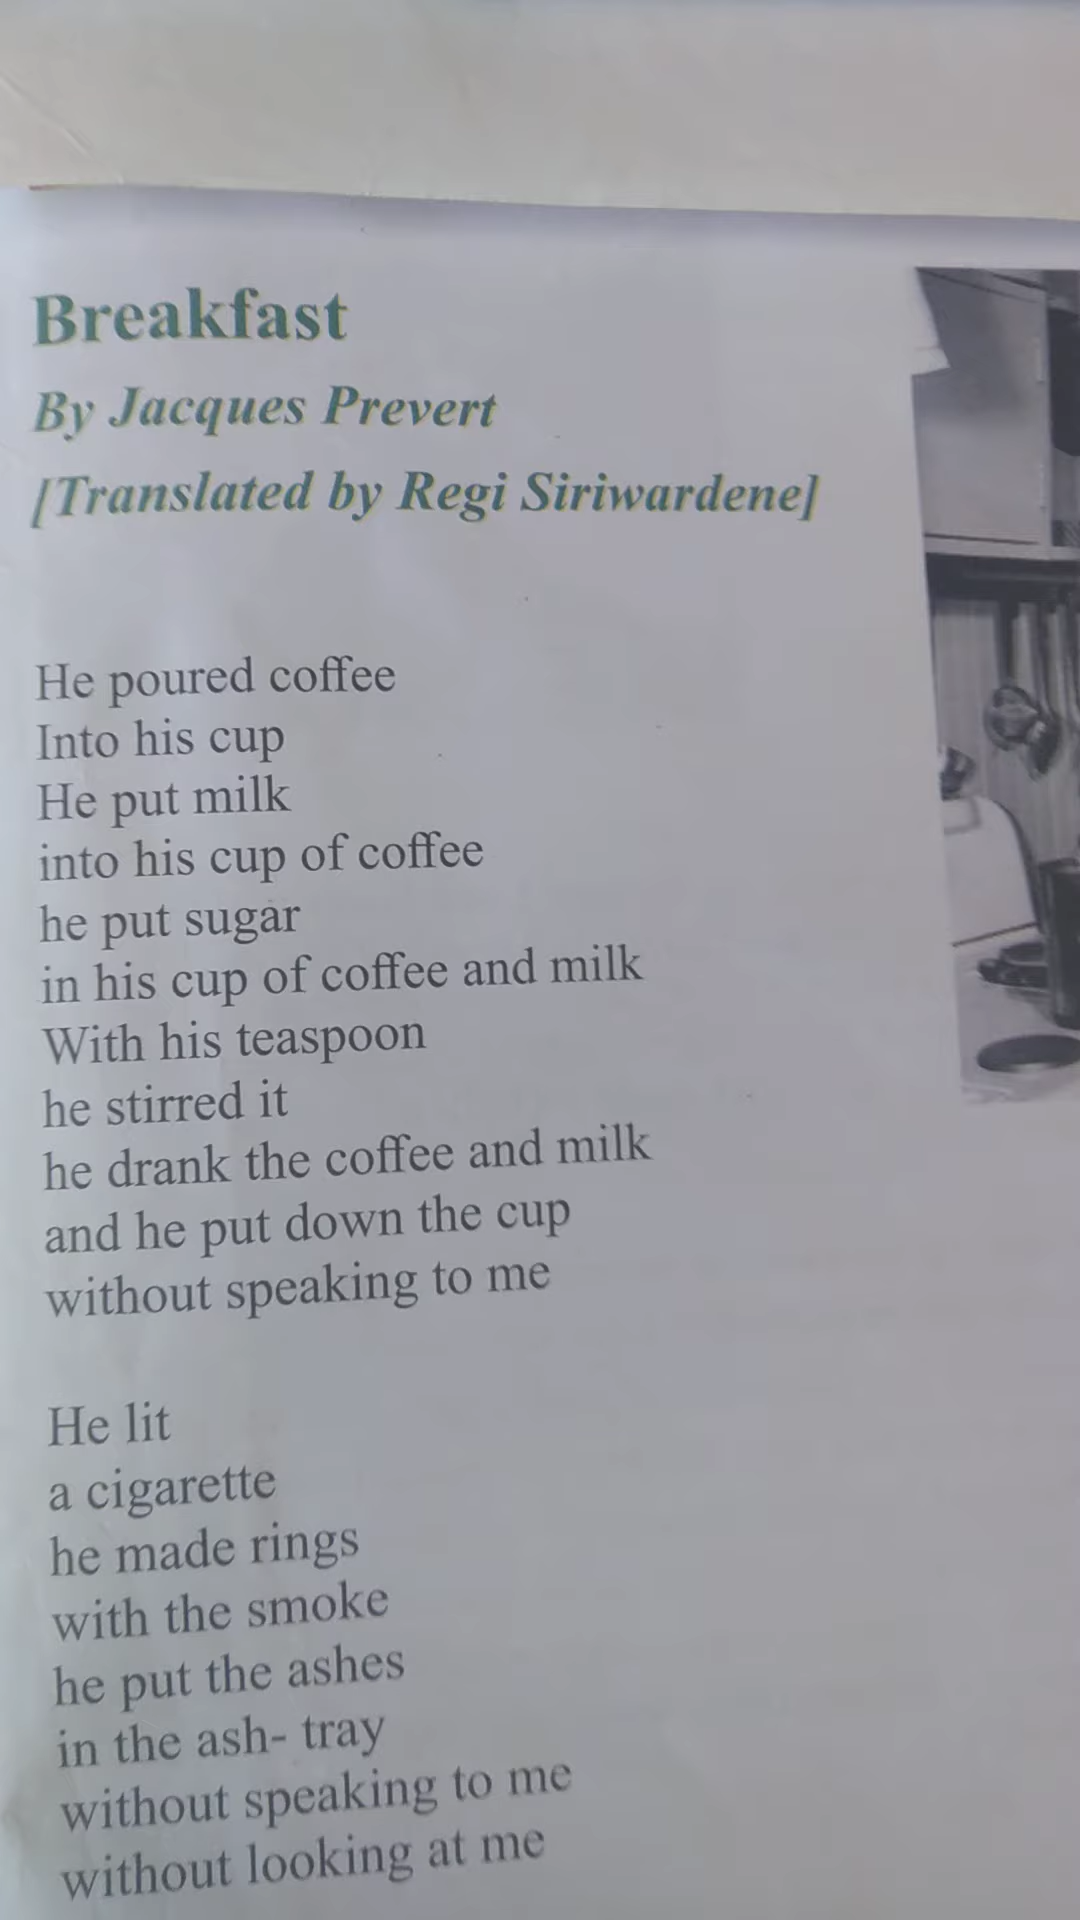 Breakfast
By Jacques Prevert
[Translated by Regi Siriwardene]
He poured coffee
Into his cup
He put milk
into his cup of coffee
he put sugar
in his cup of coffee and milk
With his teaspoon
he stirred it
he drank the coffee and milk
and he put down the cup
without speaking to me
He lit
a cigarette
he made rings
with the smoke
he put the ashes
in the ash- tray
without speaking to me
without looking at me